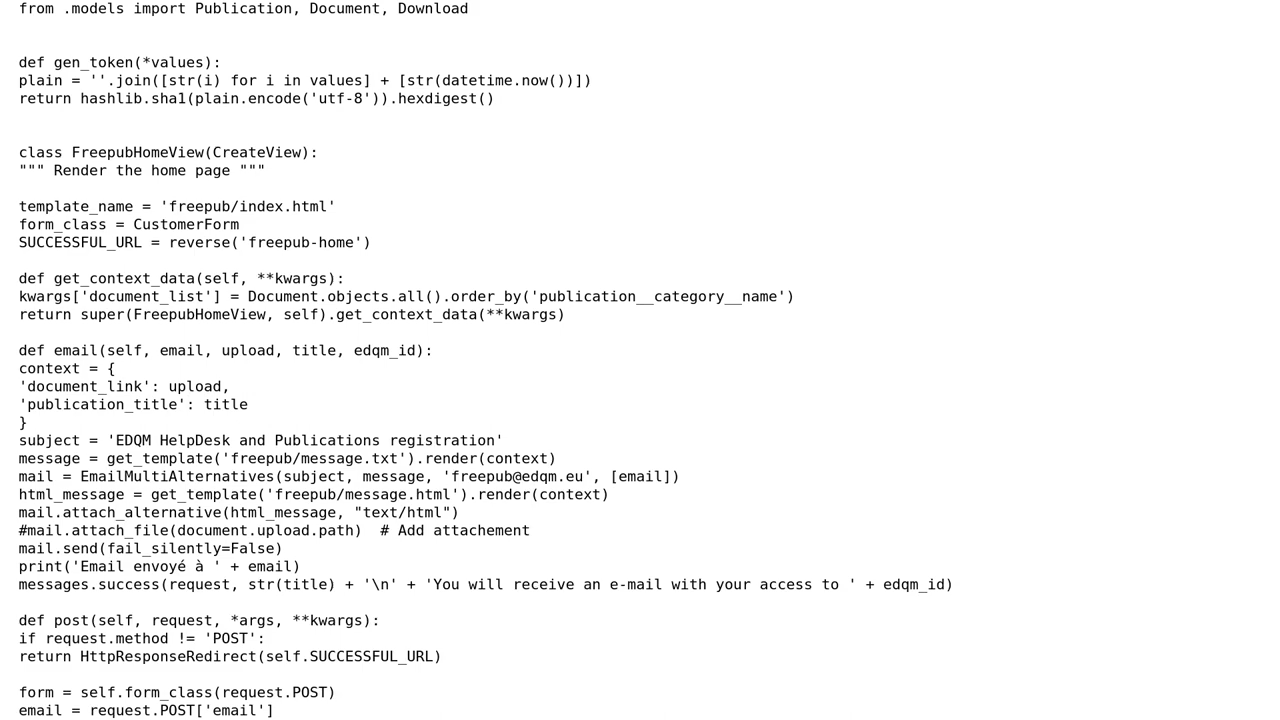 from .models import Publication, Document, Download
def gen_token(*values):
plain = ''.join([str(i) for i in values] + [str(datetime.now())])
return hashlib.sha1(plain.encode('utf-8')).hexdigest()
class FreepubHomeView(CreateView):
""" Render the home page """
template_name = 'freepub/index.html'
form_class = CustomerForm
SUCCESSFUL_URL = reverse('freepub-home')
def get_context_data(self, **kwargs):
kwargs['document_list'] = Document.objects.all().order_by('publication__category__name')
return super(FreepubHomeView, self).get_context_data(**kwargs)
def email(self, email, upload, title, edqm_id):
context = {
'document_link': upload,
'publication_title': title
}
subject = 'EDQM HelpDesk and Publications registration'
message = get_template('freepub/message.txt').render(context)
mail = EmailMultiAlternatives(subject, message, 'freepub@edqm.eu', [email])
html_message = get_template('freepub/message.html').render(context)
mail.attach_alternative(html_message, "text/html")
#mail.attach_file(document.upload.path)  # Add attachement
mail.send(fail_silently=False)
print('Email envoyé à ' + email)
messages.success(request, str(title) + '\n' + 'You will receive an e-mail with your access to ' + edqm_id)
def post(self, request, *args, **kwargs):
if request.method != 'POST':
return HttpResponseRedirect(self.SUCCESSFUL_URL)
form = self.form_class(request.POST)
email = request.POST['email']